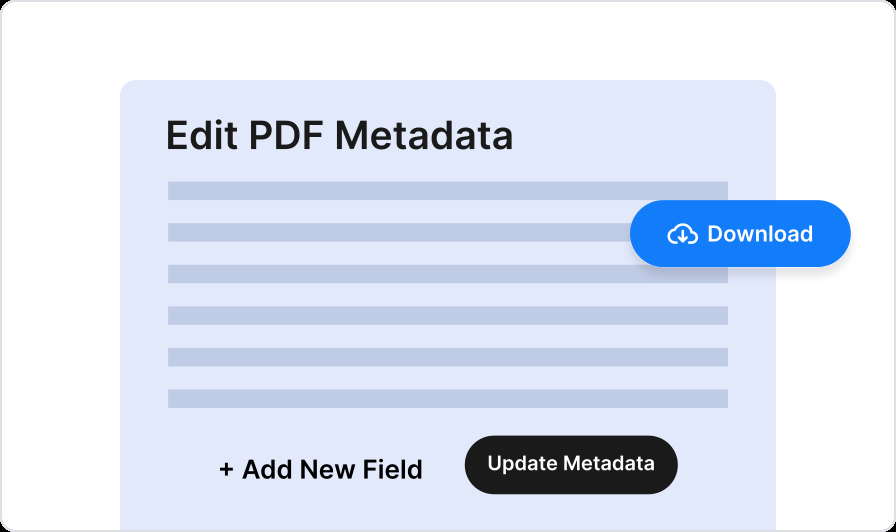 Edit PDF Metadata
Download
+ Add New Field
Update Metadata